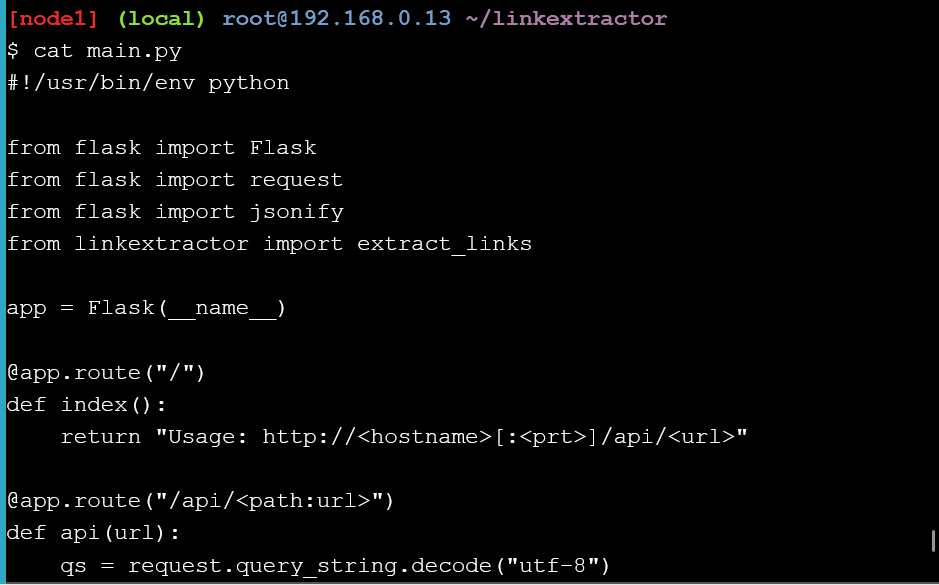 [node1] (local) root@192.168.0.13 ~/linkextractor
$ cat main.py
#!/usr/bin/env python

from flask import Flask
from flask import request
from flask import jsonify
from linkextractor import extract_links

app = Flask(__name__)

@app.route("/")
def index():
    return "Usage: http://<hostname>[:<prt>]/api/<url>"

@app.route("/api/<path:url>")
def api(url):
    qs = request.query_string.decode("utf-8")